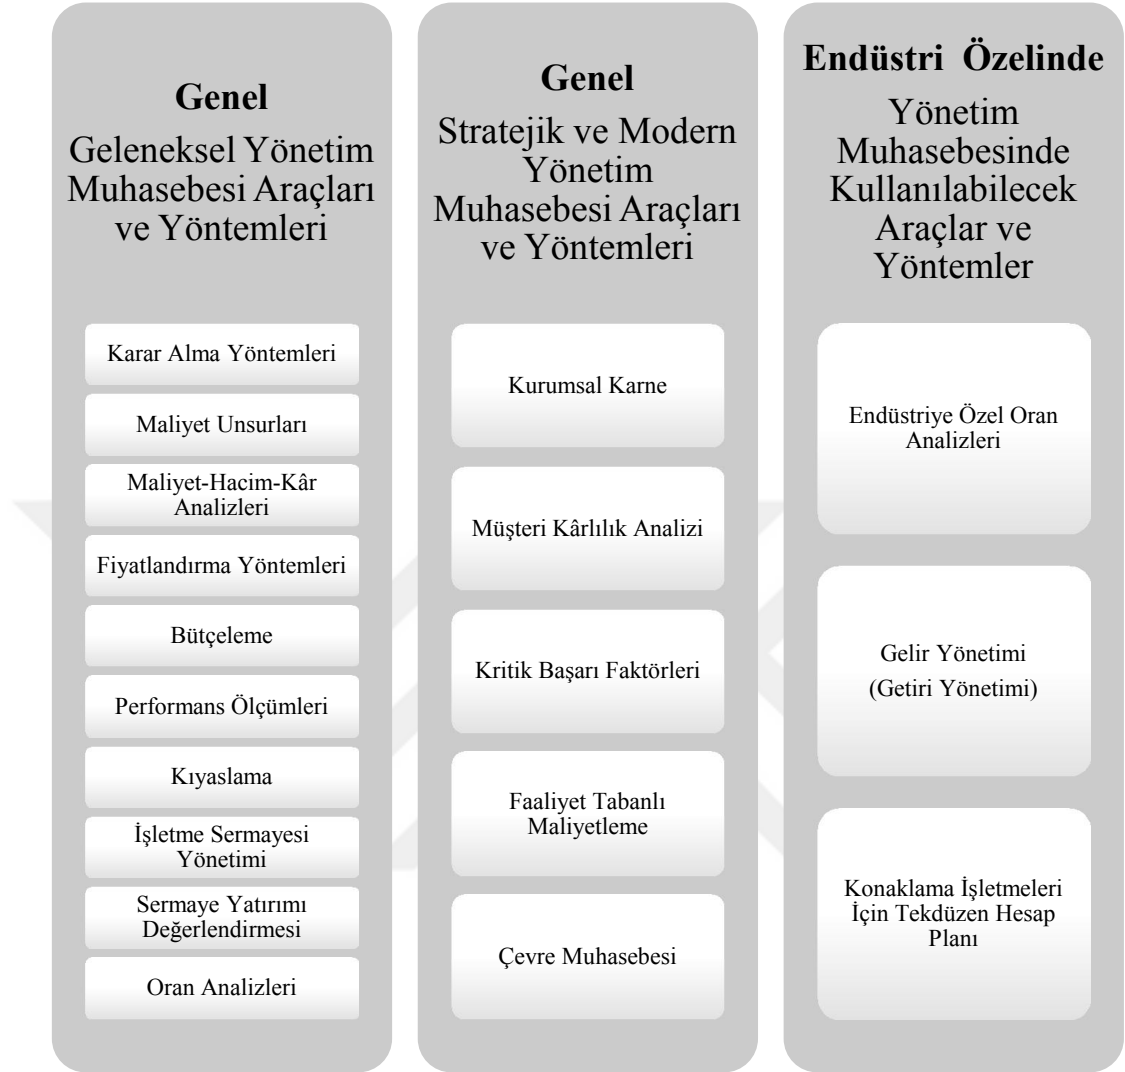 Genel
Geleneksel Yönetim
Muhasebesi Araçları
ve Yöntemleri
Karar Alma Yöntemleri
Maliyet Unsurları
Maliyet-Hacim-Kâr
Analizleri
Fiyatlandırma Yöntemleri
Bütçeleme
Performans Ölçümleri
Kıyaslama
İşletme Sermayesi
Yönetimi
Sermaye Yatırımı
Değerlendirmesi
Oran Analizleri
Genel
Stratejik ve Modern
Yönetim
Muhasebesi Araçları
ve Yöntemleri
Kurumsal Karne
Müşteri Kârlılık Analizi
Kritik Başarı Faktörleri
Faaliyet Tabanlı
Maliyetleme
Çevre Muhasebesi
Endüstri Özelinde
Yönetim
Muhasebesinde
Kullanılabilecek
Araçlar ve
Yöntemler
Endüstriye Özel Oran
Analizleri
Gelir Yönetimi
(Getiri Yönetimi)
Konaklama İşletmeleri
İçin Tekdüzen Hesap
Planı